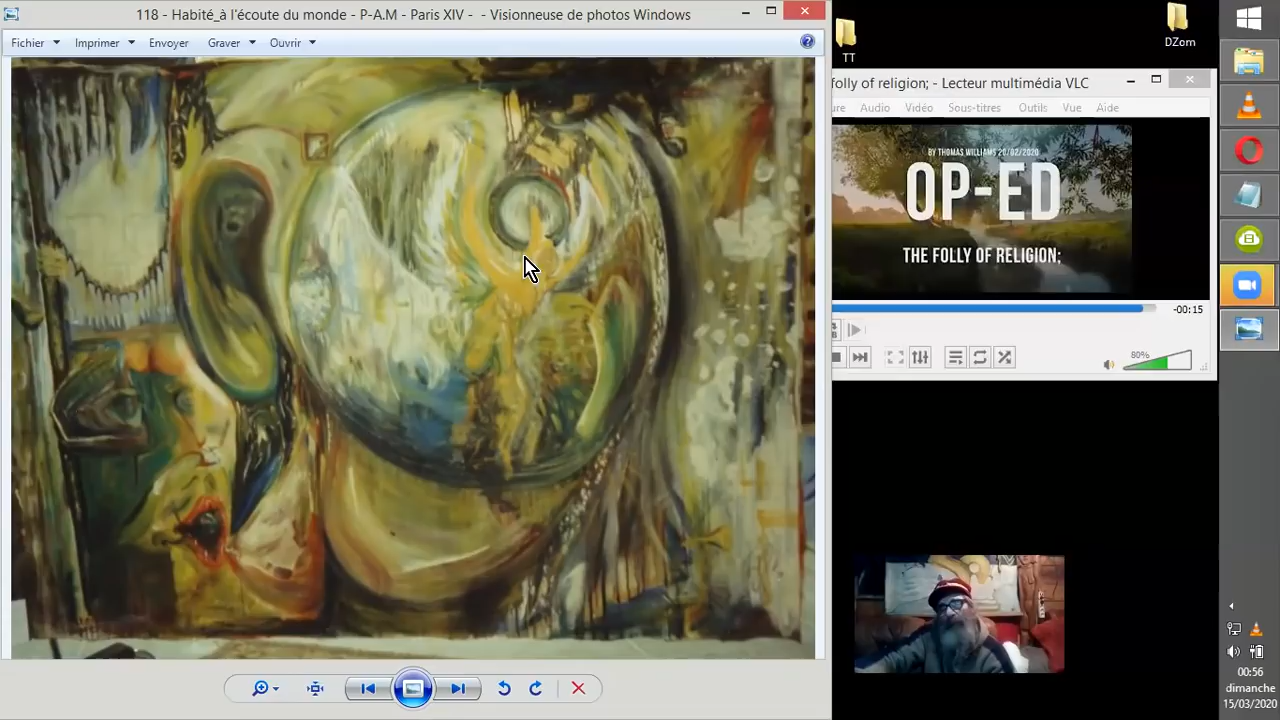 118 - Habité_à l'écoute du monde - P-A-M - Paris XIV - - Visionneuse de photos Windows
Fichier Imprimer Envoyer Graver Ouvrir
TT
DZom
folly of religion; - Lecteur multimédia VLC
ure Audio Vidéo Sous-titres Outils Vue Aide
BY THOMAS WILLIAMS 20/02/2020
OP-ED
THE FOLLY OF RELIGION;
-00:15
80%
00:56
dimanche
15/03/2020